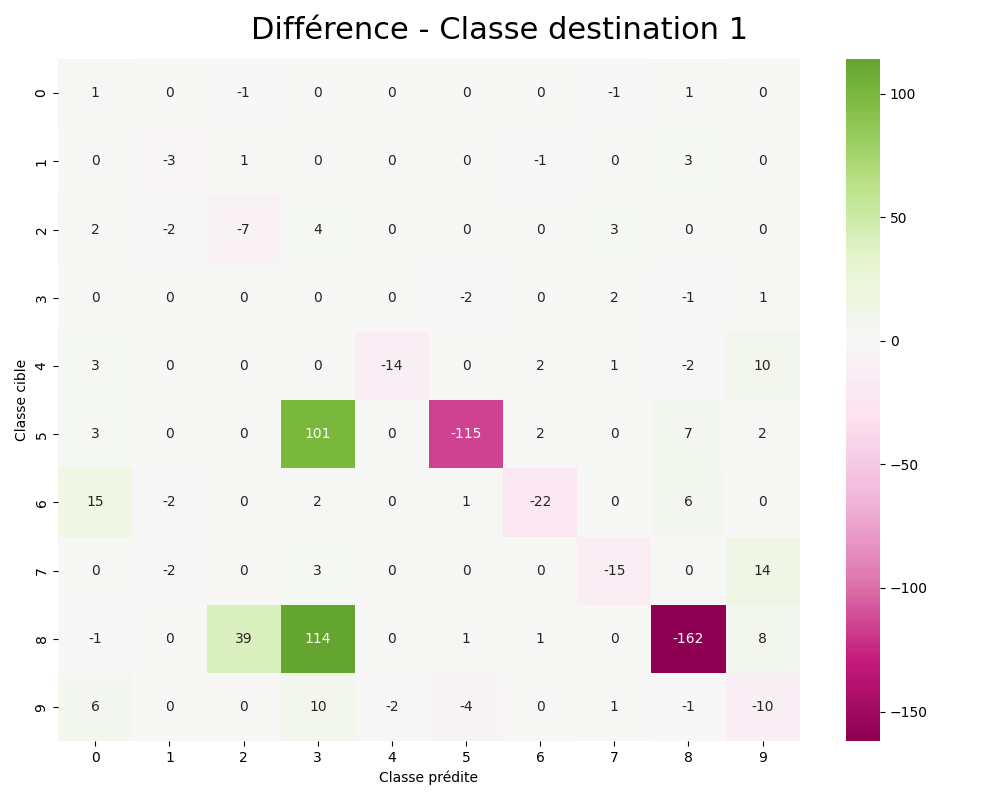 Différence - Classe destination 1
0 1 0 -1 0 0 0 0 -1 1 0
1 0 -3 1 0 0 0 -1 0 3 0
2 2 -2 -7 4 0 0 0 3 0 0
3 0 0 0 0 0 -2 0 2 -1 1
4 3 0 0 0 -14 0 2 1 -2 10
5 3 0 0 101 0 -115 2 0 7 2
6 15 -2 0 2 0 1 -22 0 6 0
7 0 -2 0 3 0 0 0 -15 0 14
8 -1 0 39 114 0 1 1 0 -162 8
9 6 0 0 10 -2 -4 0 1 -1 -10
0 1 2 3 4 5 6 7 8 9
Classe prédite
Classe cible
100
50
0
−50
−100
−150